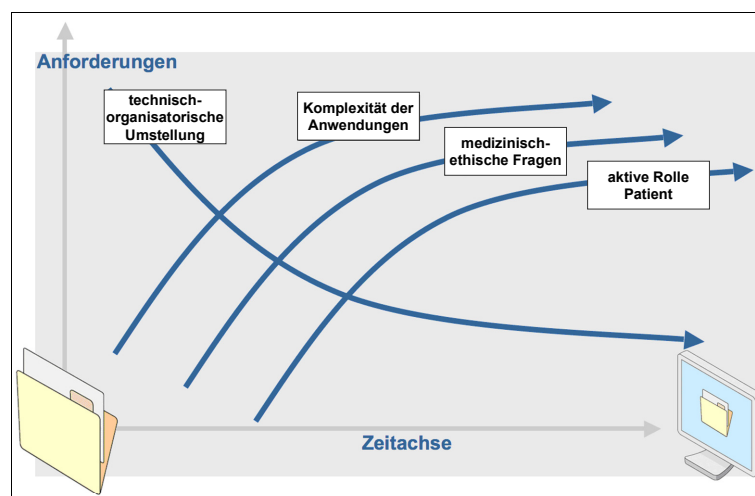 Anforderungen
technisch-
organisatorische
Umstellung
Komplexität der
Anwendungen
medizinisch-
ethische Fragen
aktive Rolle
Patient
Zeitachse